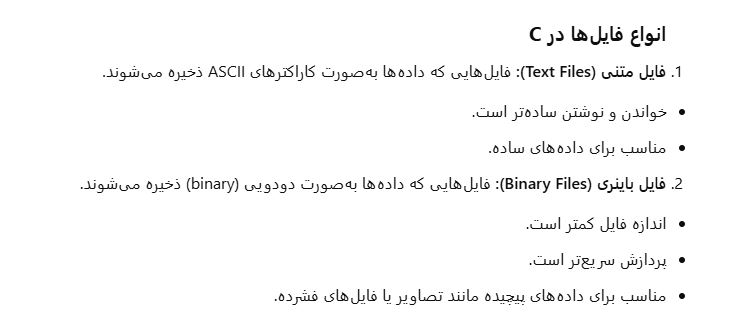 انواع فایل‌ها در C
1. فایل متنی (Text Files): فایل‌هایی که داده‌ها به‌صورت کاراکترهای ASCII ذخیره می‌شوند.
• خواندن و نوشتن ساده‌تر است.
• مناسب برای داده‌های ساده.
2. فایل باینری (Binary Files): فایل‌هایی که داده‌ها به‌صورت دودویی (binary) ذخیره می‌شوند.
• اندازه فایل کمتر است.
• پردازش سریع‌تر است.
• مناسب برای داده‌های پیچیده مانند تصاویر یا فایل‌های فشرده.